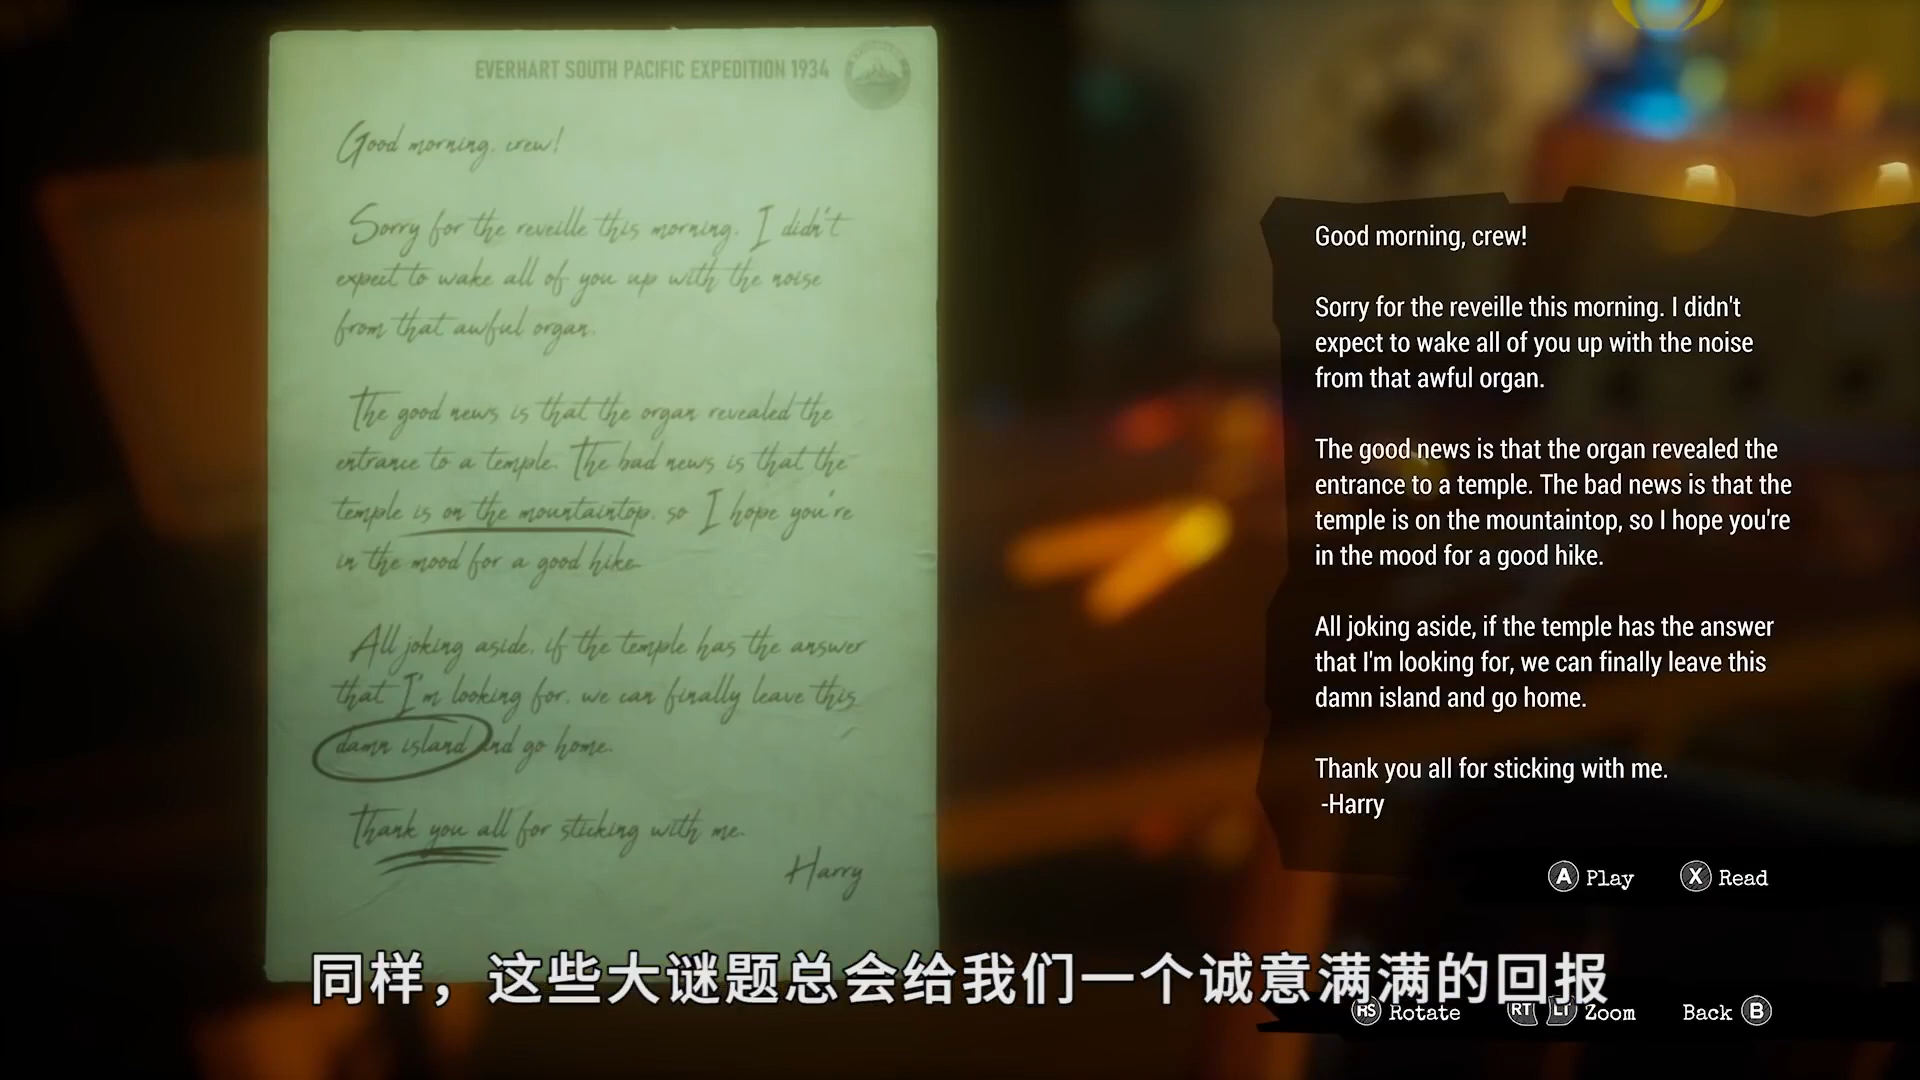 EVERHART SOUTH PACIFIC EXPEDITION 1934
Good morning, crew!
Sorry for the reveille this morning. I didn't
expect to wake all of you up with the noise
from that awful organ.
The good news is that the organ revealed the
entrance to a temple. The bad news is that the
temple is on the mountaintop, so I hope you're
in the mood for a good hike.
All joking aside, if the temple has the answer
that I'm looking for, we can finally leave this
damn island and go home.
Thank you all for sticking with me.
Harry
Good morning, crew!
Sorry for the reveille this morning. I didn't
expect to wake all of you up with the noise
from that awful organ.
The good news is that the organ revealed the
entrance to a temple. The bad news is that the
temple is on the mountaintop, so I hope you're
in the mood for a good hike.
All joking aside, if the temple has the answer
that I'm looking for, we can finally leave this
damn island and go home.
Thank you all for sticking with me.
-Harry
A Play X Read
同样，这些大谜题总会给我们一个诚意满满的回报
RS Rotate RT LT Zoom Back B